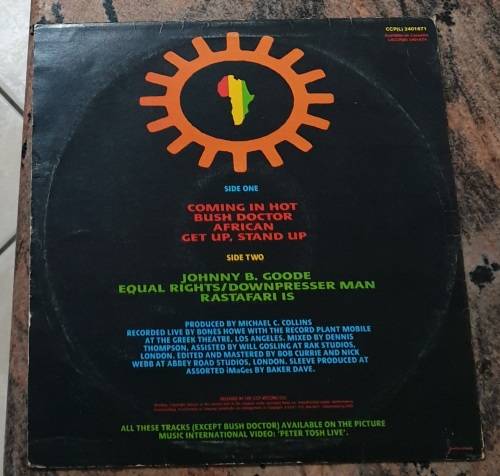 CCP(L) 2401671
SIDE ONE
COMING IN HOT
BUSH DOCTOR
AFRICAN
GET UP, STAND UP
SIDE TWO
JOHNNY B. GOODE
EQUAL RIGHTS/DOWNPRESSER MAN
RASTAFARI IS
PRODUCED BY MICHAEL C. COLLINS
RECORDED LIVE BY BONES HOWE WITH THE RECORD PLANT MOBILE
AT THE GREEK THEATRE, LOS ANGELES. MIXED BY DENNIS
THOMPSON, ASSISTED BY WILL GOSLING AT RAK STUDIOS,
LONDON. EDITED AND MASTERED BY BOB CURRIE AND NICK
WEBB AT ABBEY ROAD STUDIOS, LONDON. SLEEVE PRODUCED AT
ASSORTED iMaGes BY BAKER DAVE.
ALL THESE TRACKS (EXCEPT BUSH DOCTOR) AVAILABLE ON THE PICTURE
MUSIC INTERNATIONAL VIDEO: 'PETER TOSH LIVE'.